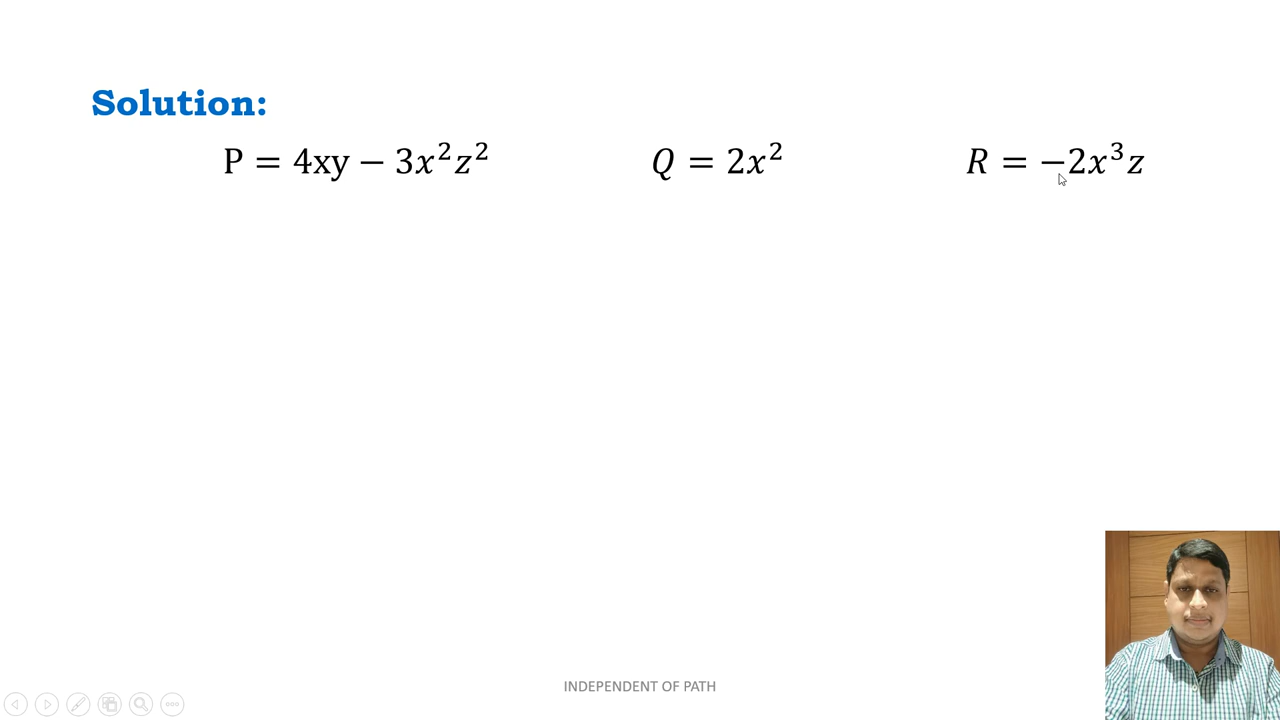 Solution:
P = 4xy − 3x²z² Q = 2x² R = −2x³z
INDEPENDENT OF PATH